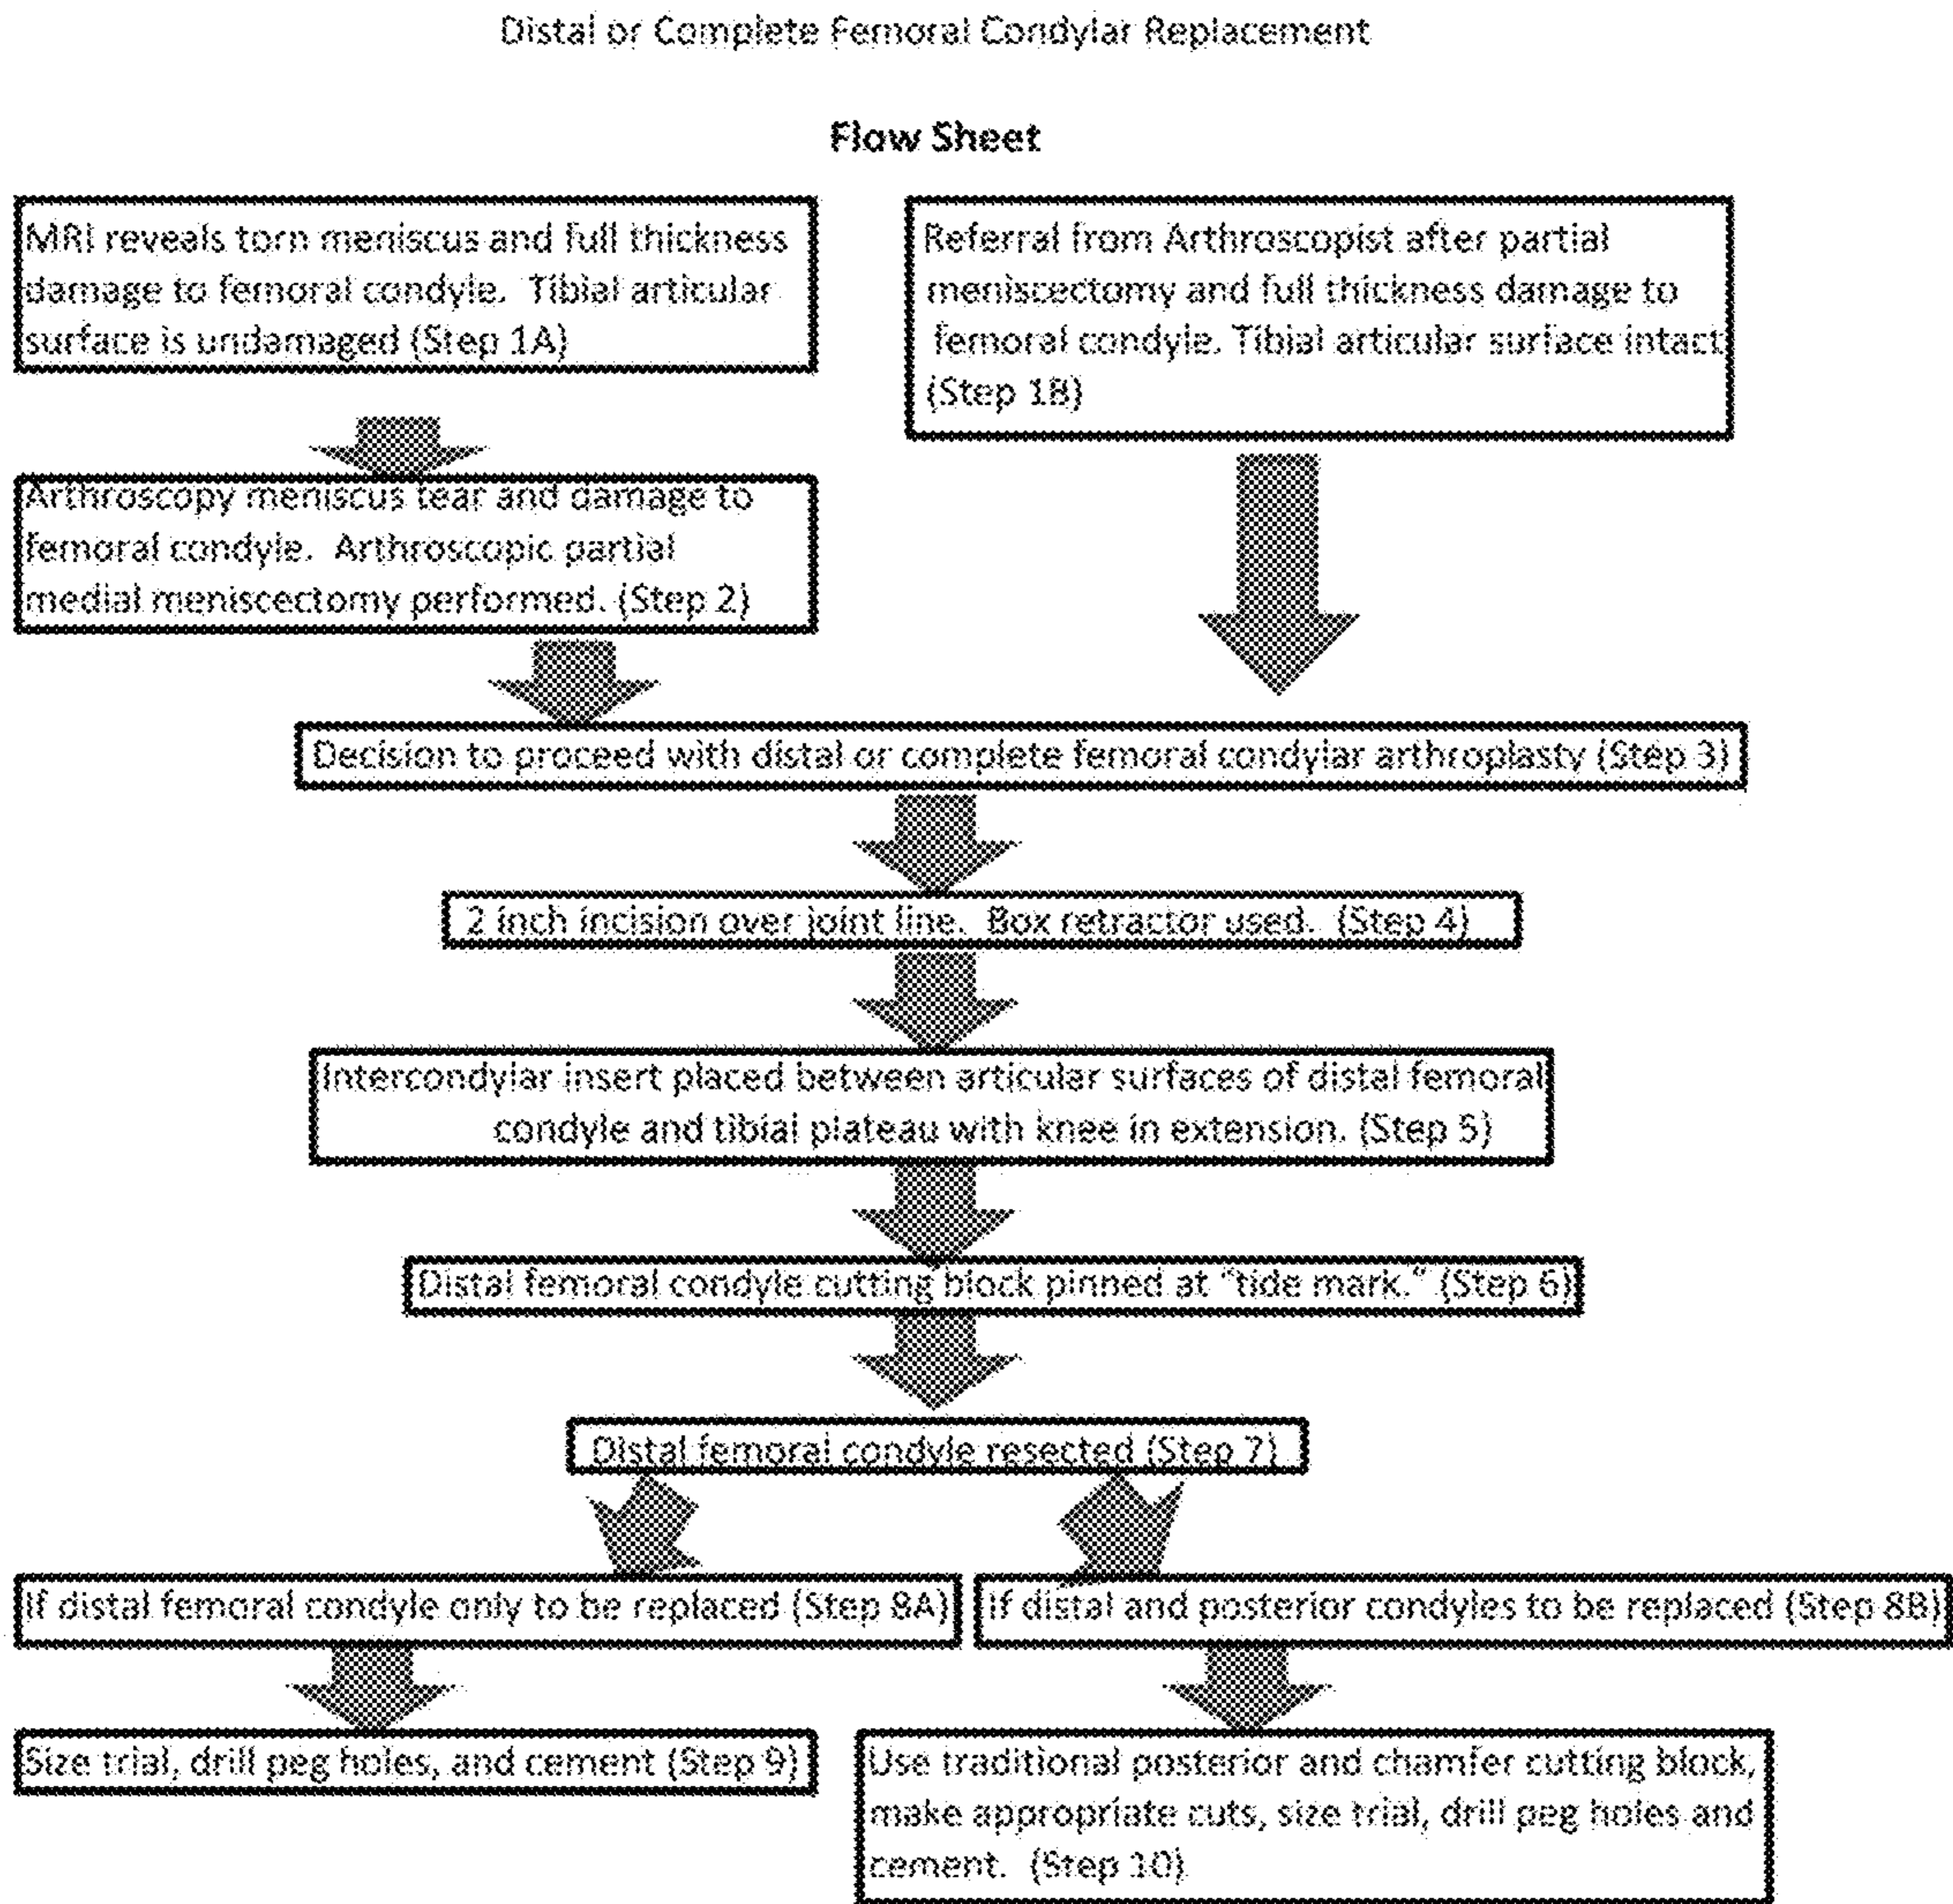 Distal or Complete Femoral Condylar Replacement
Flow Sheet
MRI reveals torn meniscus and full thickness
damage to femoral condyle. Tibial articular
surface is undamaged (Step 1A)
Referral from Arthroscopist after partial
meniscectomy and full thickness damage to
femoral condyle. Tibial articular surface intact
(Step 1B)
Arthroscopy meniscus tear and damage to
femoral condyle. Arthroscopic partial
medial meniscectomy performed. (Step 2)
Decision to proceed with distal or complete femoral condylar arthroplasty (Step 3)
2 inch incision over joint line. Box retractor used. (Step 4)
Intercondylar insert placed between articular surfaces of distal femoral
condyle and tibial plateau with knee in extension. (Step 5)
Distal femoral condyle cutting block pinned at “tide mark.” (Step 6)
Distal femoral condyle resected (Step 7)
If distal femoral condyle only to be replaced (Step 8A)
If distal and posterior condyles to be replaced (Step 8B)
Size trial, drill peg holes, and cement (Step 9)
Use traditional posterior and chamfer cutting block,
make appropriate cuts, size trial, drill peg holes and
cement. (Step 10)